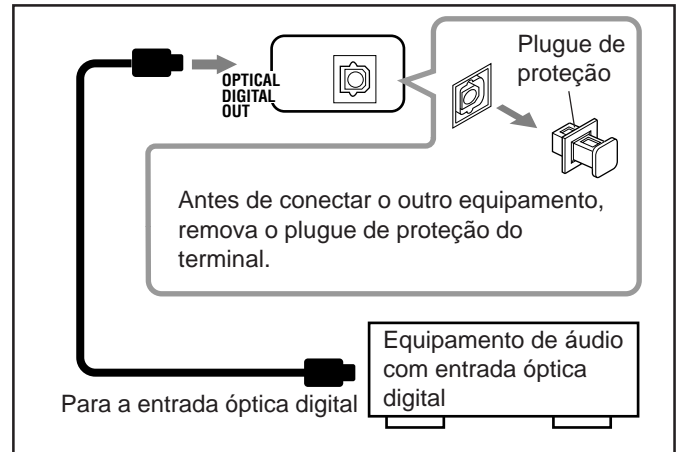 Plugue de
proteção
OPTICAL
DIGITAL
OUT
Antes de conectar o outro equipamento,
remova o plugue de proteção do
terminal.
Equipamento de áudio
com entrada óptica
digital
Para a entrada óptica digital